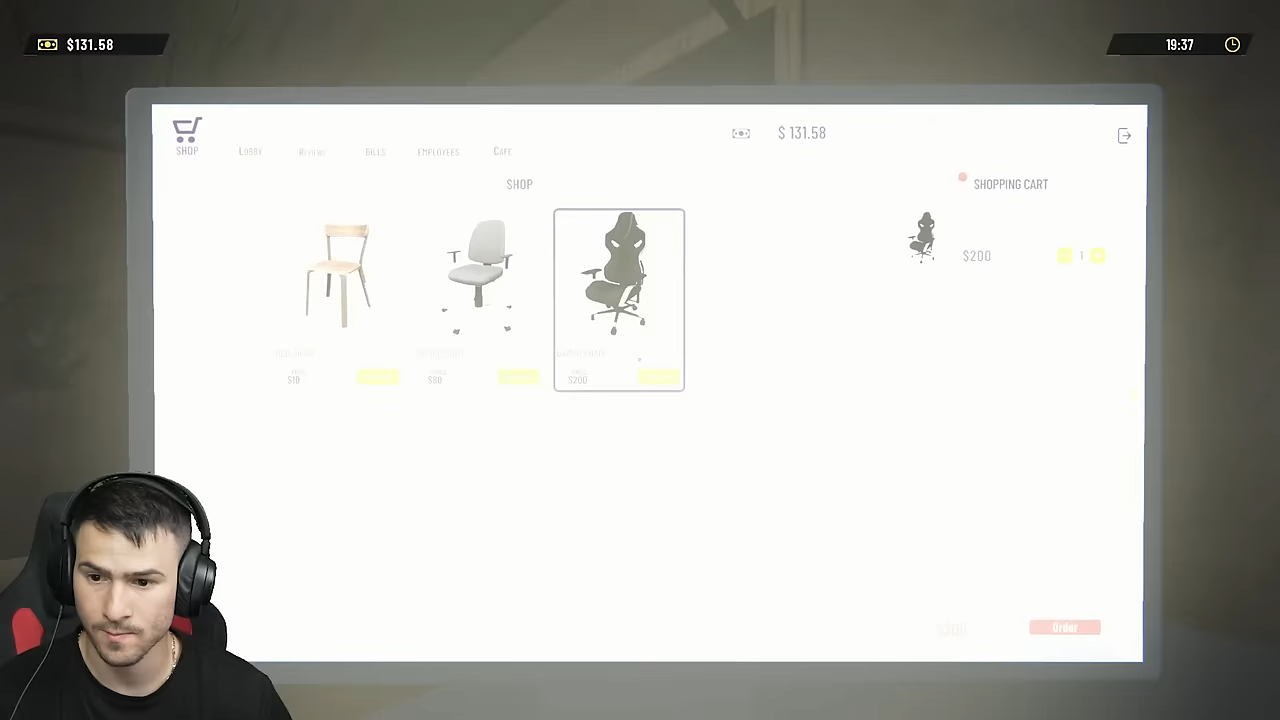 $131.58
19:37
$ 131.58
SHOP
LOBBY
REVIEWS
BILLS
EMPLOYEES
CAFE
SHOP
SHOPPING CART
$200
1
$10
$80
$200
Order